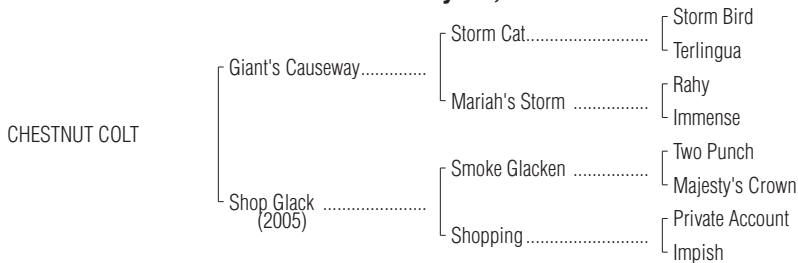 Storm Bird
Storm Cat........................
Terlingua
Giant's Causeway..............
Rahy
Mariah's Storm ................
Immense
CHESTNUT COLT
Two Punch
Smoke Glacken ................
Majesty's Crown
Shop Glack ......................
(2005)
Private Account
Shopping..........................
Impish